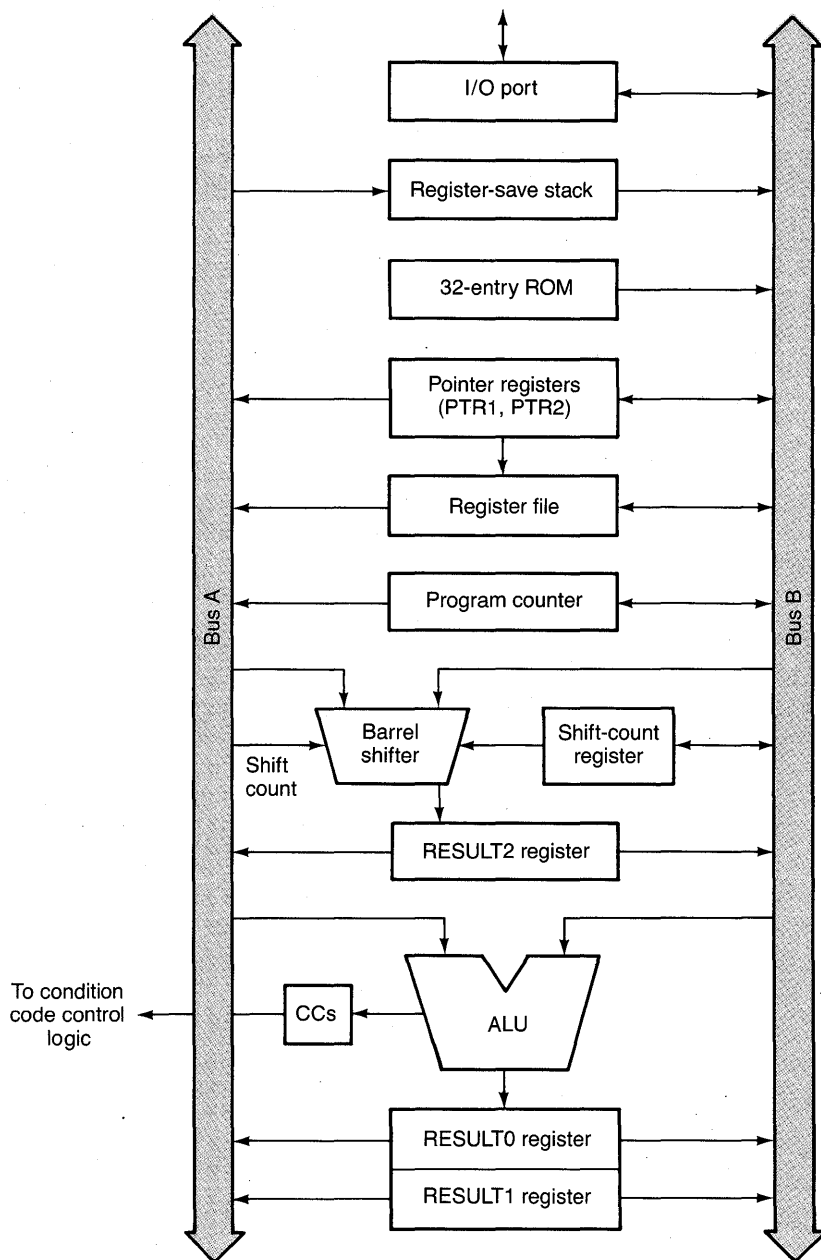 I/O port
Register-save stack
32-entry ROM
Pointer registers
(PTR1, PTR2)
Register file
Bus A
Program counter
Bus B
Barrel
shifter
Shift-count
register
Shift
count
RESULT2 register
To condition
code control
logic
CCs
ALU
RESULT0 register
RESULT1 register